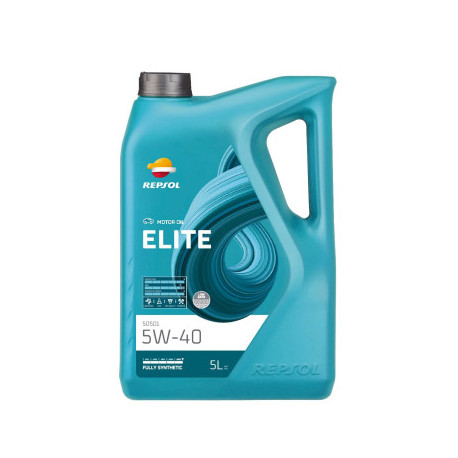 REPSOL
MOTOR OIL
ELITE
50501
5W-40
FULLY SYNTHETIC
5L
REPSOL